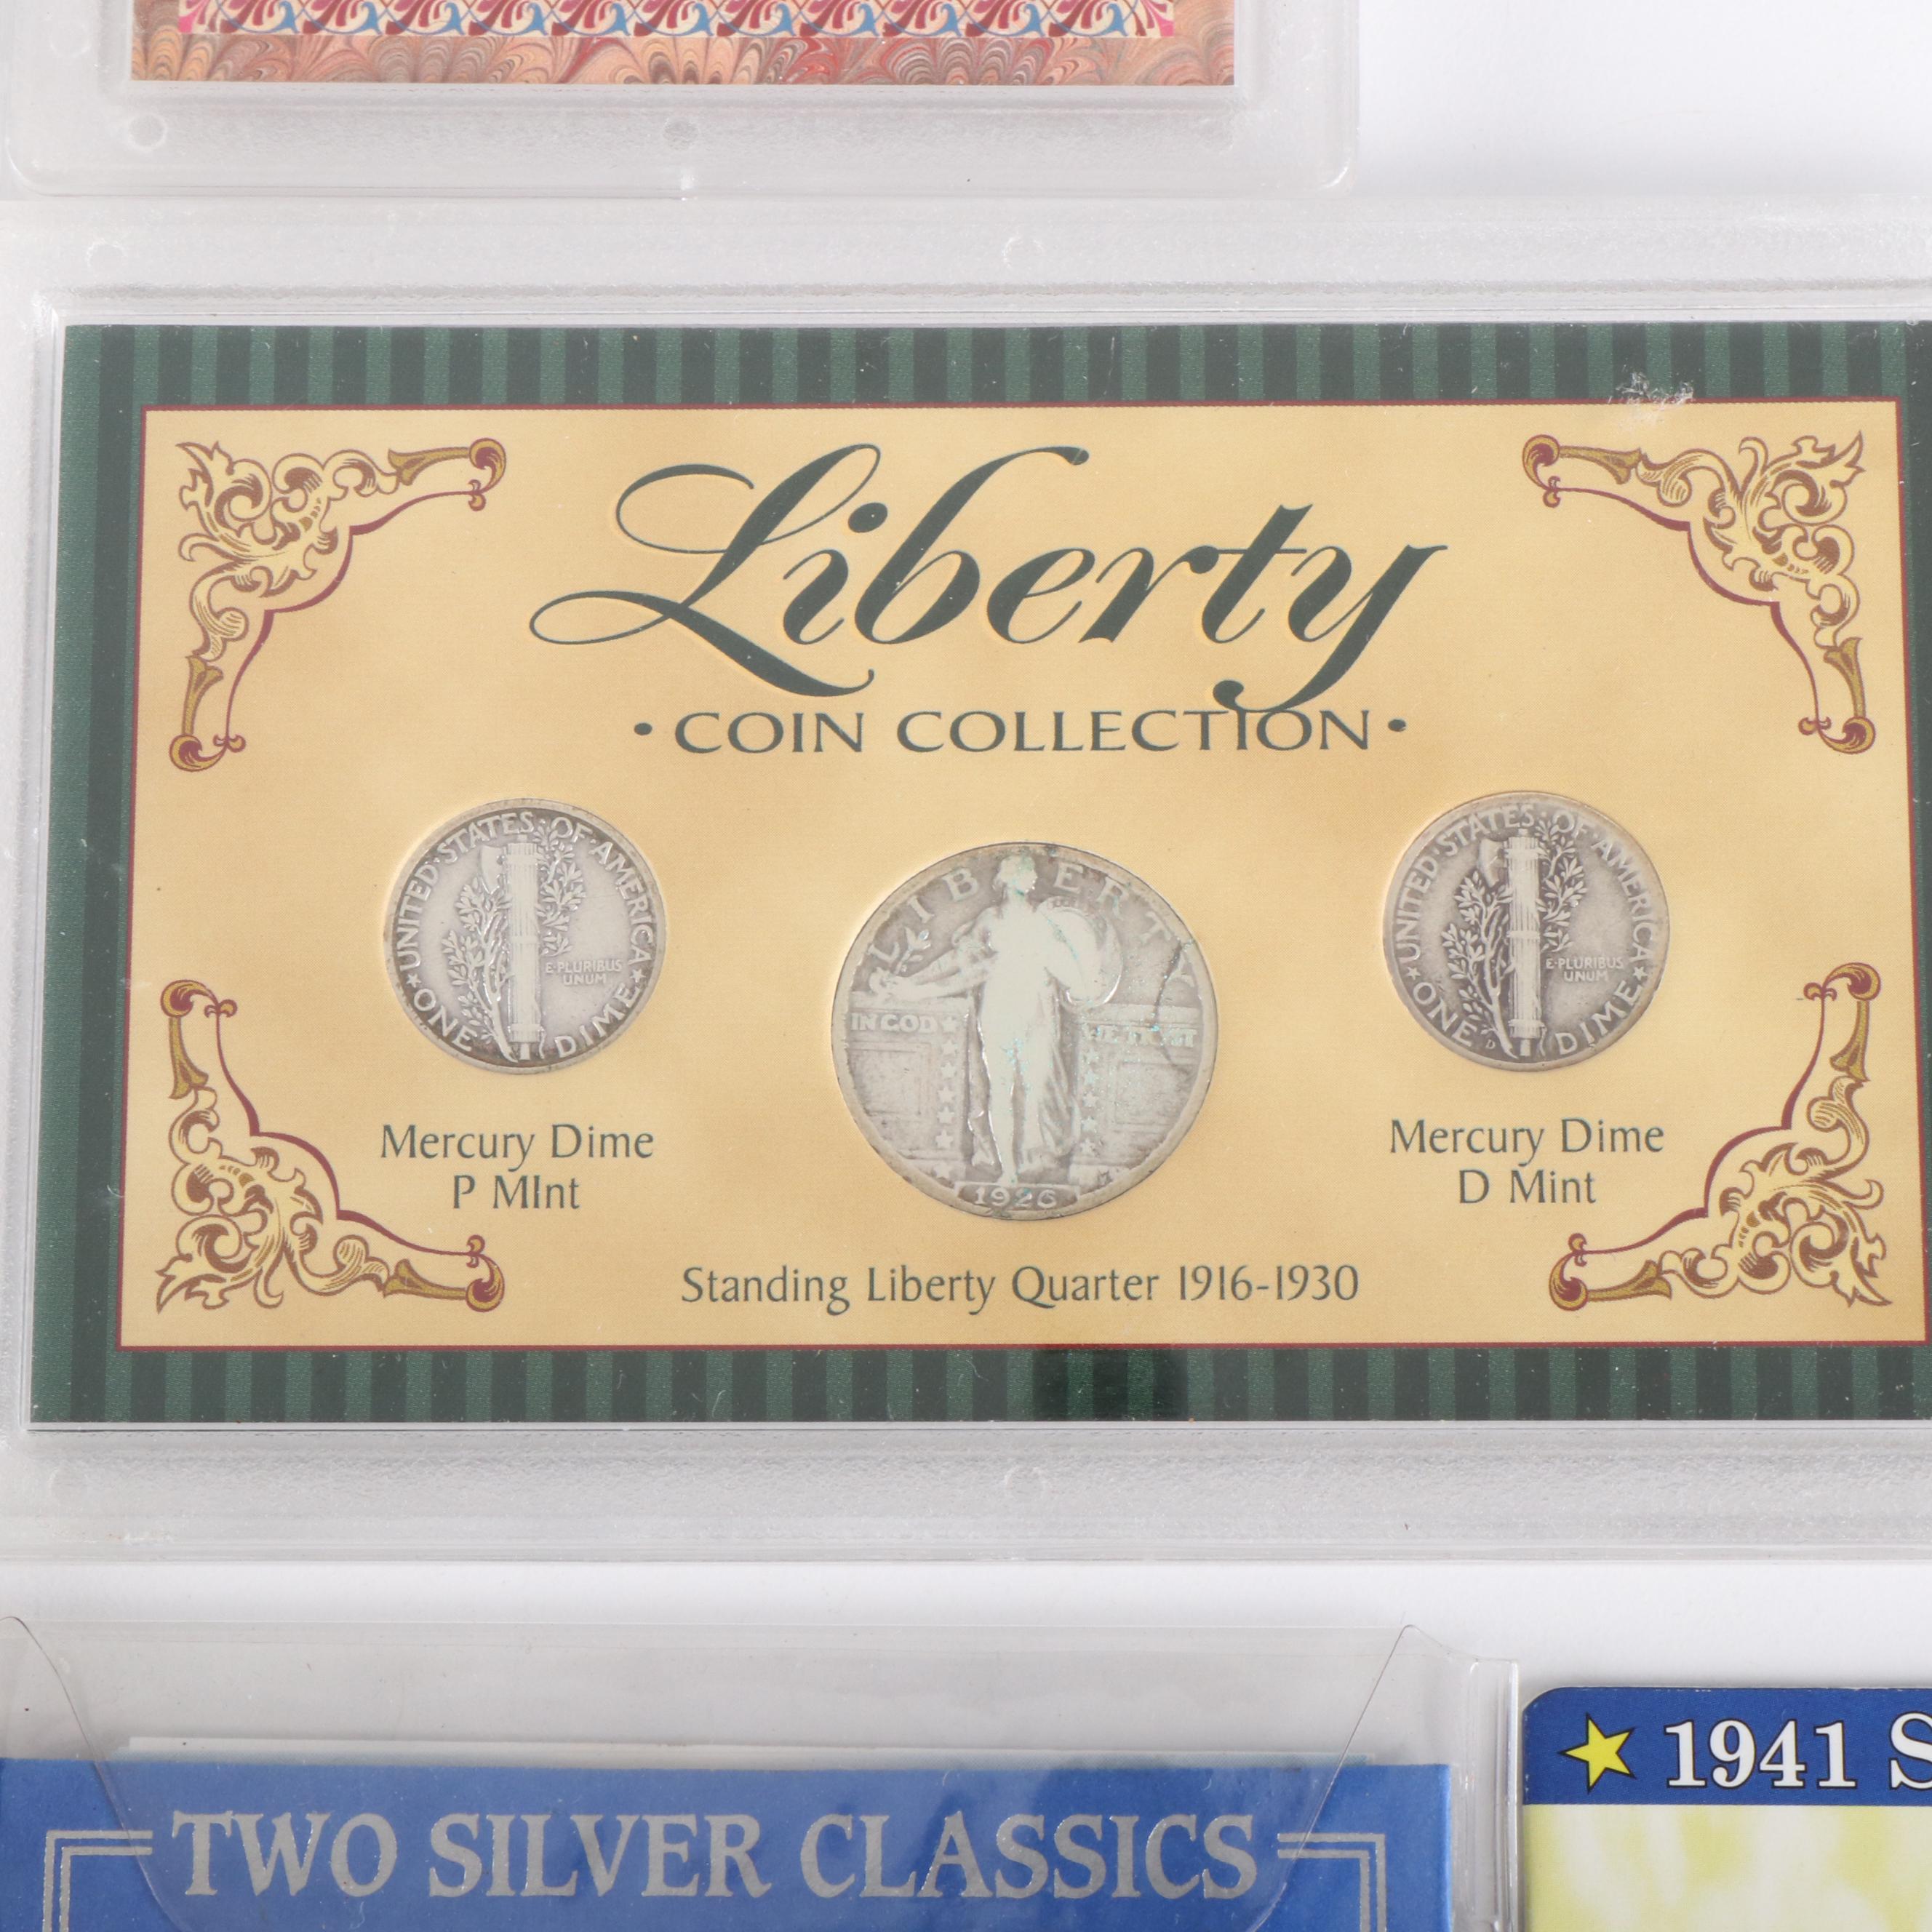 Liberty
• COIN COLLECTION •
UNITED·STATES·OF·AMERICA
E·PLURIBUS
UNUM
★ONE DIME★
LIBERTY
IN GOD★ WE TRUST
1926
UNITED·STATES·OF·AMERICA
E·PLURIBUS
UNUM
★ONE DIME★
D
Mercury Dime
P MInt
Mercury Dime
D Mint
Standing Liberty Quarter 1916-1930
TWO SILVER CLASSICS
★ 1941 S